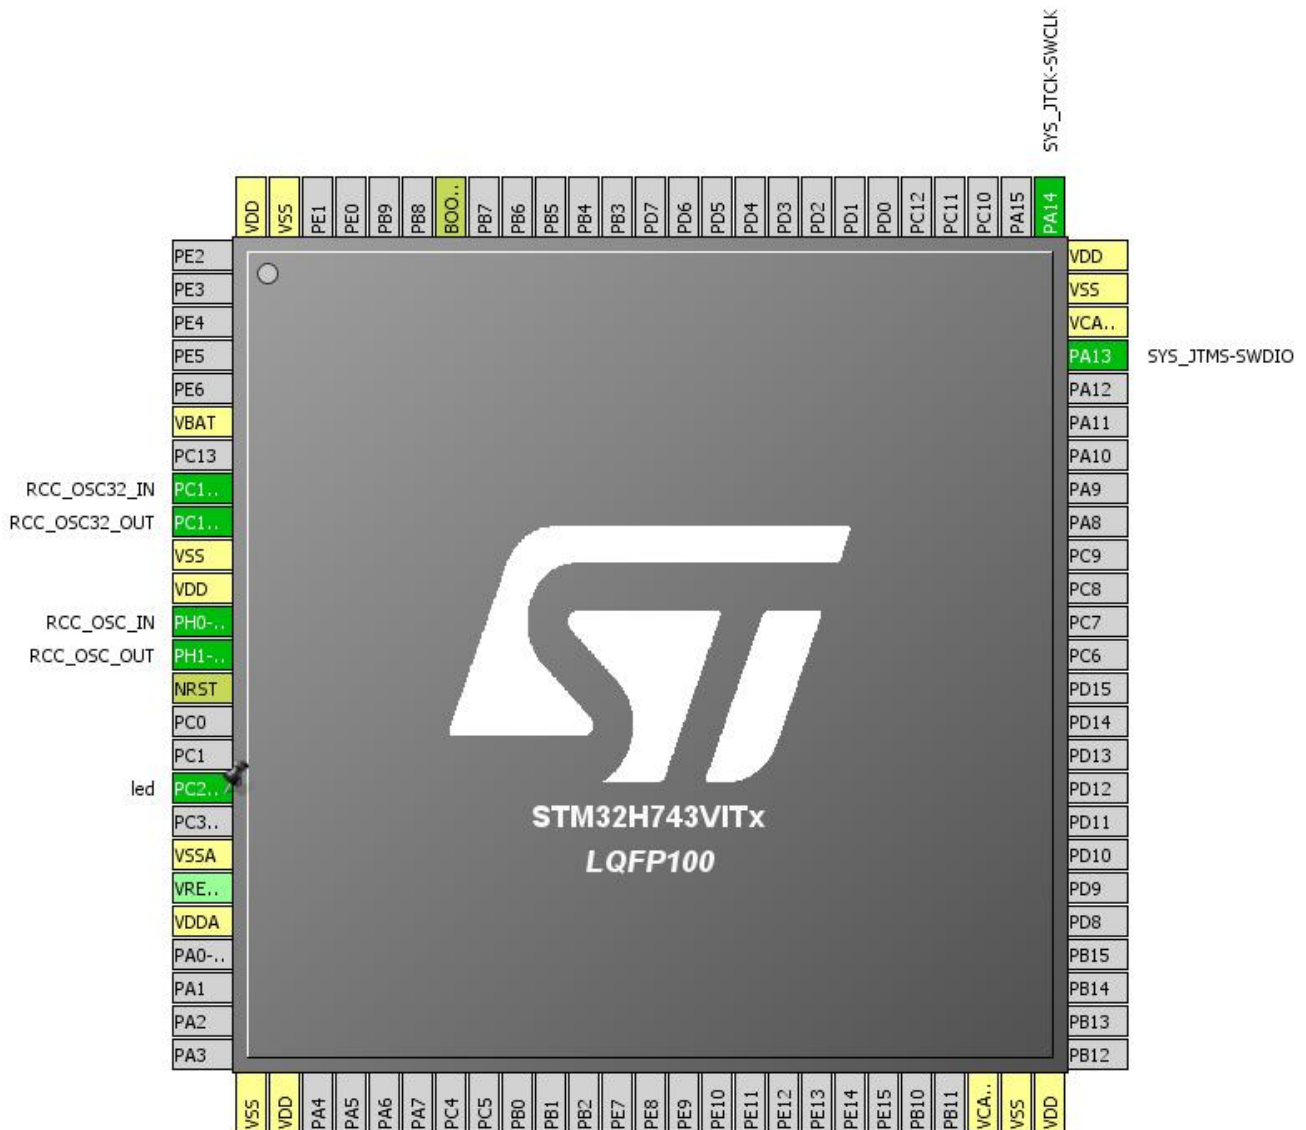 SYS_JTCK-SWCLK
VDD
VSS
PE1
PE0
PB9
PB8
BOO..
PB7
PB6
PB5
PB4
PB3
PD7
PD6
PD5
PD4
PD3
PD2
PD1
PD0
PC12
PC11
PC10
PA15
PA14
PE2
PE3
PE4
PE5
PE6
VBAT
PC13
RCC_OSC32_IN PC1..
RCC_OSC32_OUT PC1..
VSS
VDD
RCC_OSC_IN PH0-..
RCC_OSC_OUT PH1-..
NRST
PC0
PC1
led PC2..
PC3..
VSSA
VRE..
VDDA
PA0-..
PA1
PA2
PA3
STM32H743VITx
LQFP100
VDD
VSS
VCA..
PA13 SYS_JTMS-SWDIO
PA12
PA11
PA10
PA9
PA8
PC9
PC8
PC7
PC6
PD15
PD14
PD13
PD12
PD11
PD10
PD9
PD8
PB15
PB14
PB13
PB12
VSS
VDD
PA4
PA5
PA6
PA7
PC4
PC5
PB0
PB1
PB2
PE7
PE8
PE9
PE10
PE11
PE12
PE13
PE14
PE15
PB10
PB11
VCA..
VSS
VDD